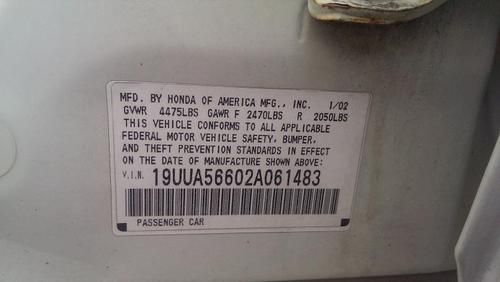 MFD. BY HONDA OF AMERICA MFG., INC. 1/02
GVWR 4475LBS GAWR F 2470LBS R 2050LBS
THIS VEHICLE CONFORMS TO ALL APPLICABLE
FEDERAL MOTOR VEHICLE SAFETY, BUMPER,
AND THEFT PREVENTION STANDARDS IN EFFECT
ON THE DATE OF MANUFACTURE SHOWN ABOVE:
V.I.N. 19UUA56602A061483
PASSENGER CAR